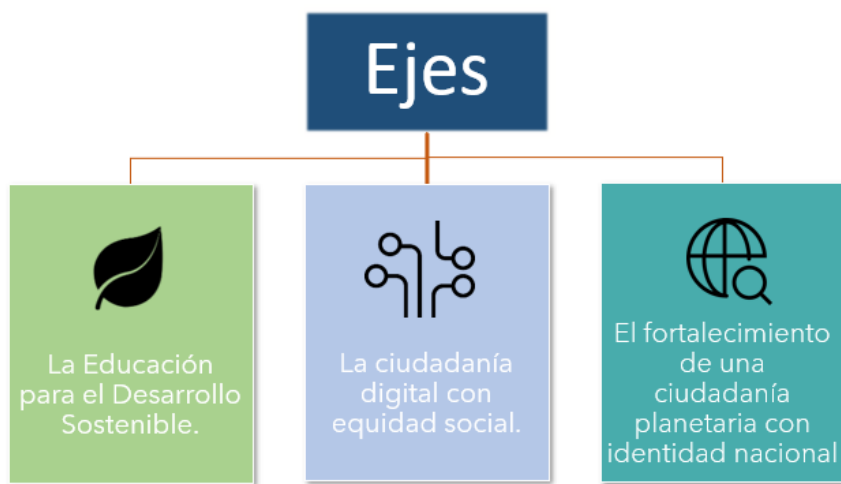 Ejes
La Educación
para el Desarrollo
Sostenible.
La ciudadanía
digital con
equidad social.
El fortalecimiento
de una
ciudadanía
planetaria con
identidad nacional